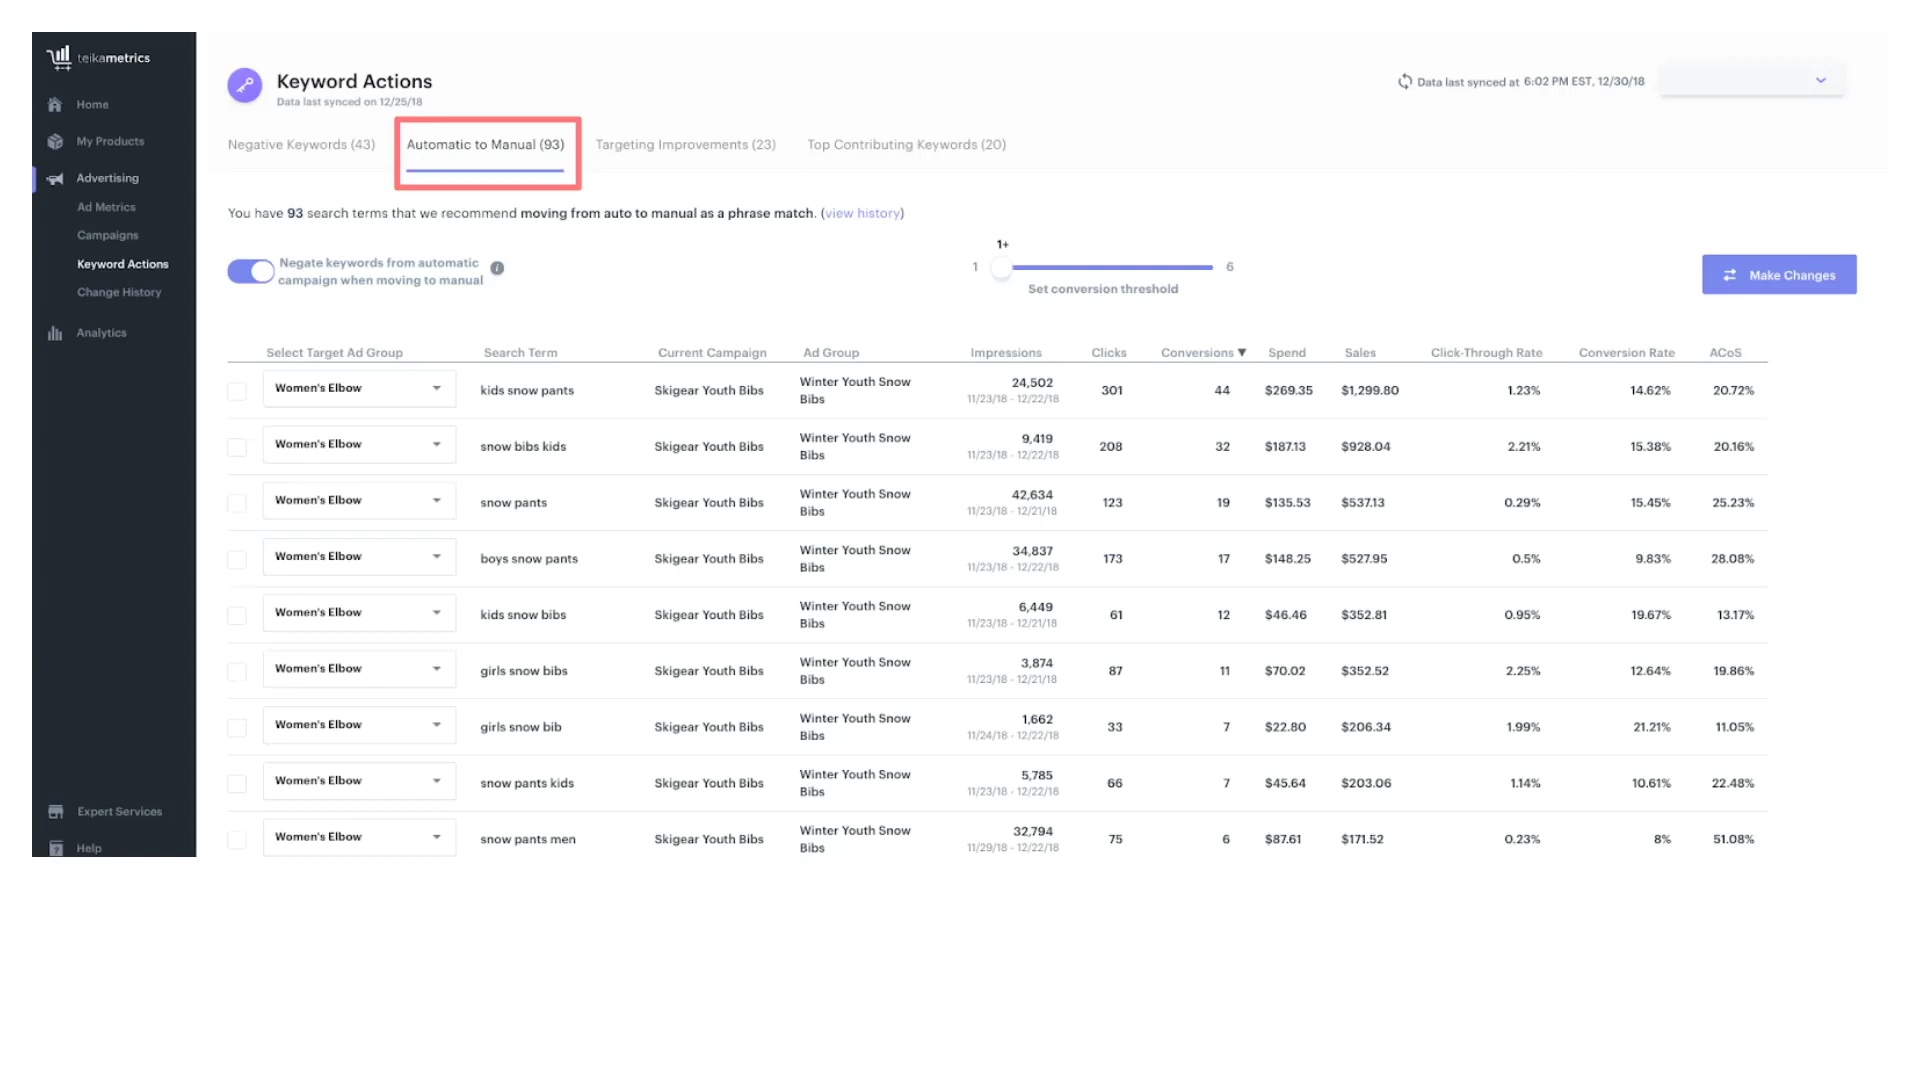 teikametrics
Home
My Products
Advertising
Ad Metrics
Campaigns
Keyword Actions
Change History
Analytics
Expert Services
Help
Keyword Actions
Data last synced on 12/25/18
Data last synced at 6:02 PM EST, 12/30/18
Negative Keywords (43) Automatic to Manual (93) Targeting Improvements (23) Top Contributing Keywords (20)
You have 93 search terms that we recommend moving from auto to manual as a phrase match. (view history)
Negate keywords from automatic
campaign when moving to manual
1+
1 6
Set conversion threshold
Make Changes
Select Target Ad Group Search Term Current Campaign Ad Group Impressions Clicks Conversions ▼ Spend Sales Click-Through Rate Conversion Rate ACoS
Women's Elbow kids snow pants Skigear Youth Bibs Winter Youth Snow Bibs 24,502 11/23/18 - 12/22/18 301 44 $269.35 $1,299.80 1.23% 14.62% 20.72%
Women's Elbow snow bibs kids Skigear Youth Bibs Winter Youth Snow Bibs 9,419 11/23/18 - 12/22/18 208 32 $187.13 $928.04 2.21% 15.38% 20.16%
Women's Elbow snow pants Skigear Youth Bibs Winter Youth Snow Bibs 42,634 11/23/18 - 12/21/18 123 19 $135.53 $537.13 0.29% 15.45% 25.23%
Women's Elbow boys snow pants Skigear Youth Bibs Winter Youth Snow Bibs 34,837 11/23/18 - 12/22/18 173 17 $148.25 $527.95 0.5% 9.83% 28.08%
Women's Elbow kids snow bibs Skigear Youth Bibs Winter Youth Snow Bibs 6,449 11/23/18 - 12/21/18 61 12 $46.46 $352.81 0.95% 19.67% 13.17%
Women's Elbow girls snow bibs Skigear Youth Bibs Winter Youth Snow Bibs 3,874 11/23/18 - 12/21/18 87 11 $70.02 $352.52 2.25% 12.64% 19.86%
Women's Elbow girls snow bib Skigear Youth Bibs Winter Youth Snow Bibs 1,662 11/24/18 - 12/22/18 33 7 $22.80 $206.34 1.99% 21.21% 11.05%
Women's Elbow snow pants kids Skigear Youth Bibs Winter Youth Snow Bibs 5,785 11/23/18 - 12/22/18 66 7 $45.64 $203.06 1.14% 10.61% 22.48%
Women's Elbow snow pants men Skigear Youth Bibs Winter Youth Snow Bibs 32,794 11/29/18 - 12/22/18 75 6 $87.61 $171.52 0.23% 8% 51.08%